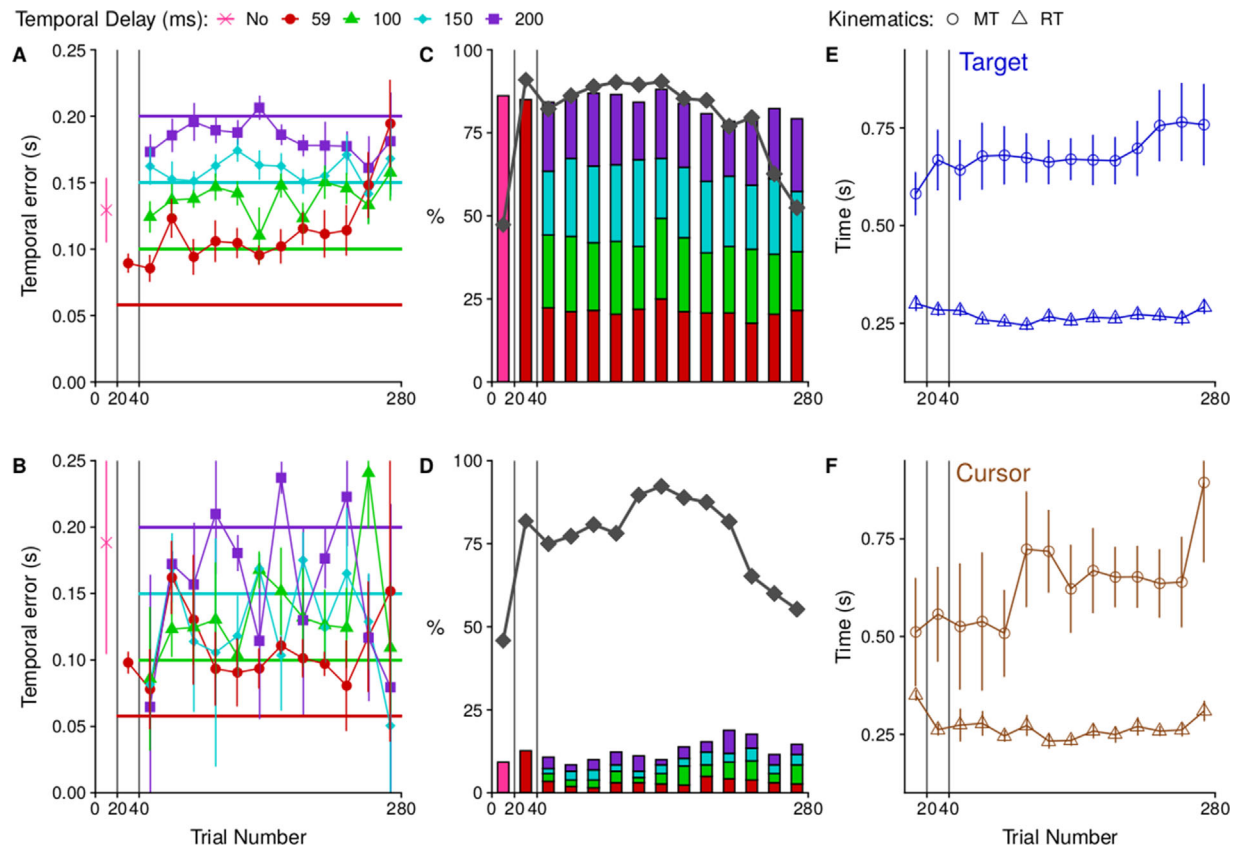 Temporal Delay (ms): No 59 100 150 200 Kinematics: MT RT
A
Temporal error (s)
0.25
0.20
0.15
0.10
0.05
0.00
0 20 40 280
C
%
100
75
50
25
0
0 20 40 280
E
Target
Time (s)
0.75
0.50
0.25
20 40 280
B
Temporal error (s)
0.25
0.20
0.15
0.10
0.05
0.00
0 20 40 280
Trial Number
D
%
100
75
50
25
0
0 20 40 280
F
Cursor
Time (s)
0.75
0.50
0.25
20 40 280
Trial Number